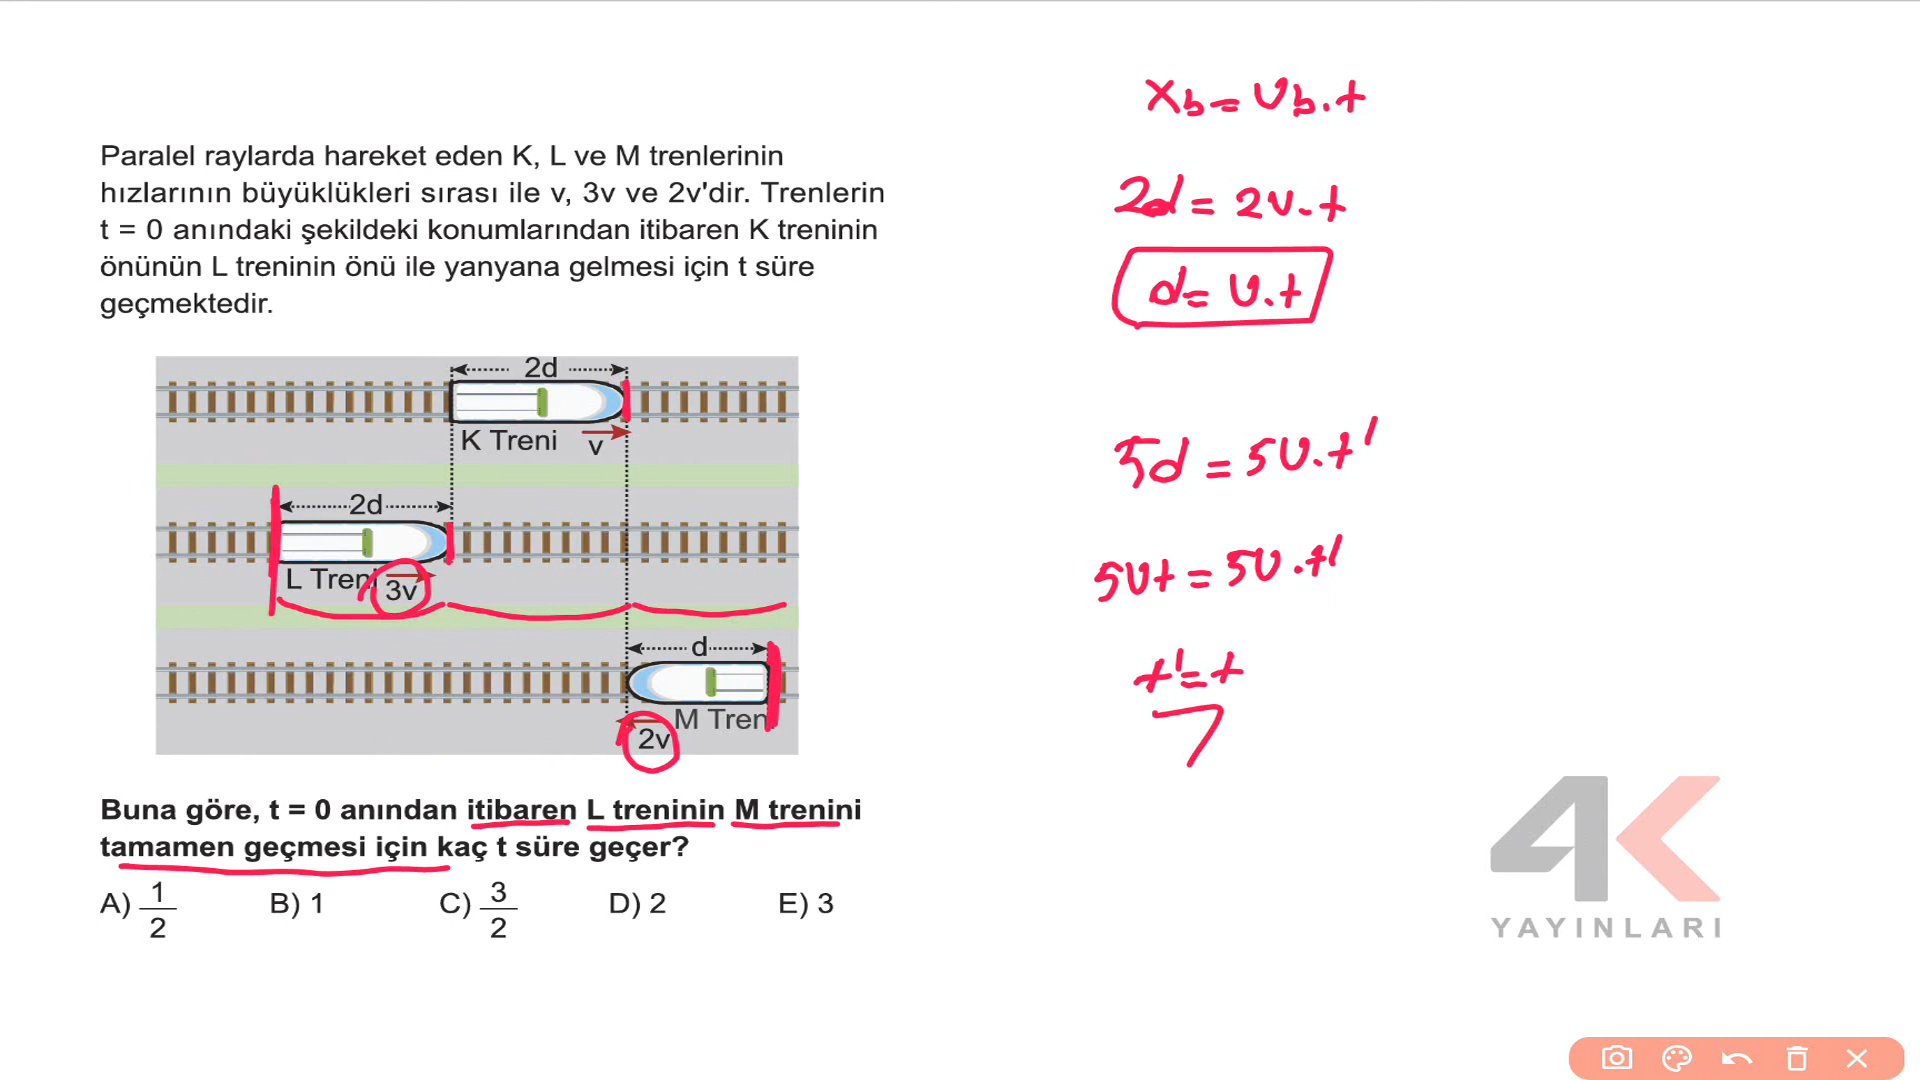 Paralel raylarda hareket eden K, L ve M trenlerinin
hızlarının büyüklükleri sırası ile v, 3v ve 2v'dir. Trenlerin
t = 0 anındaki şekildeki konumlarından itibaren K treninin
önünün L treninin önü ile yanyana gelmesi için t süre
geçmektedir.
2d
K Treni
v
2d
L Treni
3v
d
M Treni
2v
Buna göre, t = 0 anından itibaren L treninin M trenini
tamamen geçmesi için kaç t süre geçer?
A) 1/2 B) 1 C) 3/2 D) 2 E) 3
Xb = Vb.t
2d = 2v.t
d = v.t
5d = 5v.t'
5vt = 5v.t'
t' = t
4K
YAYINLARI